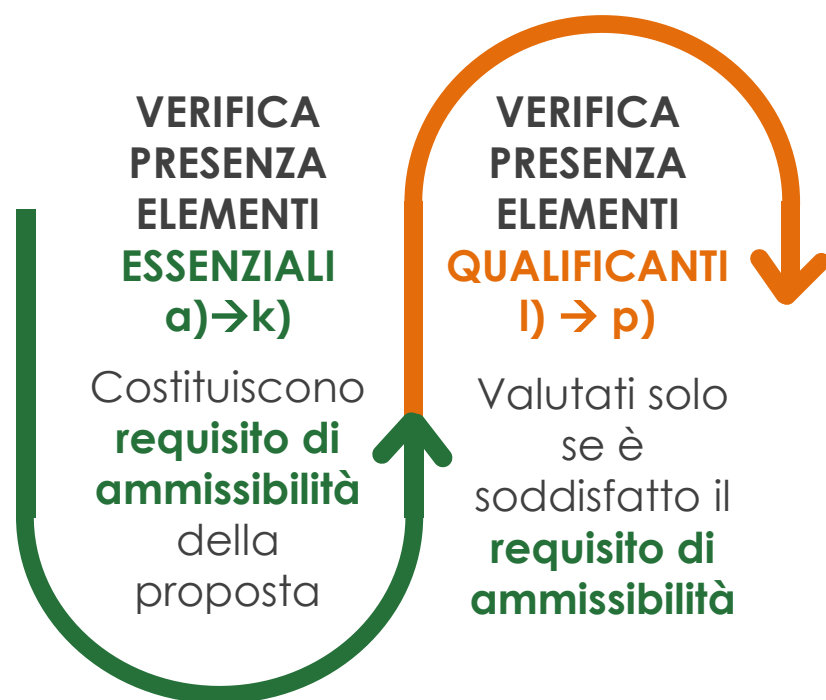 VERIFICA
PRESENZA
ELEMENTI
ESSENZIALI
a)→k)
Costituiscono
requisito di
ammissibilità
della
proposta
VERIFICA
PRESENZA
ELEMENTI
QUALIFICANTI
l) → p)
Valutati solo
se è
soddisfatto il
requisito di
ammissibilità